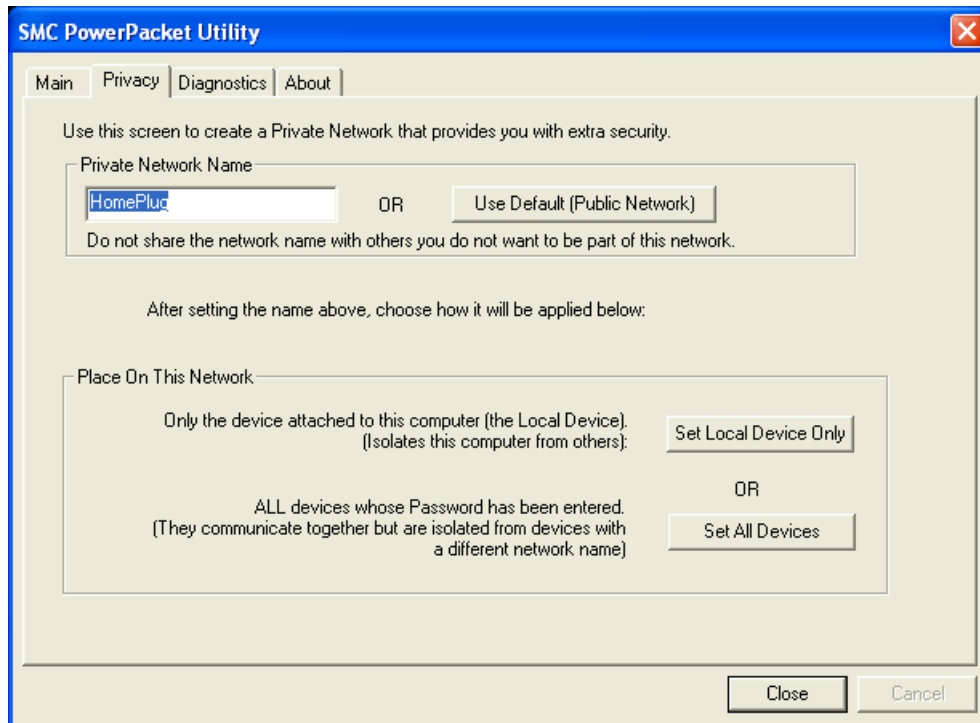 SMC PowerPacket Utility
Main Privacy Diagnostics About
Use this screen to create a Private Network that provides you with extra security.
Private Network Name
HomePlug OR Use Default (Public Network)
Do not share the network name with others you do not want to be part of this network.
After setting the name above, choose how it will be applied below:
Place On This Network
Only the device attached to this computer (the Local Device).
(Isolates this computer from others):
Set Local Device Only
OR
ALL devices whose Password has been entered.
(They communicate together but are isolated from devices with
a different network name)
Set All Devices
Close Cancel